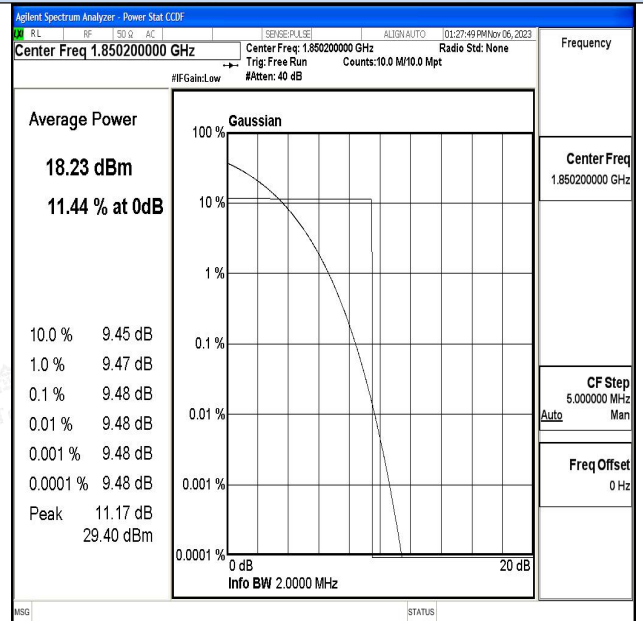 Agilent Spectrum Analyzer - Power Stat CCDF
LXI RL RF 50 Ω AC SENSE:PULSE ALIGN AUTO 01:27:49 PM Nov 06, 2023
Center Freq 1.850200000 GHz
Center Freq: 1.850200000 GHz Radio Std: None
Trig: Free Run Counts:10.0 M/10.0 Mpt
#IFGain:Low #Atten: 40 dB
Average Power
18.23 dBm
11.44 % at 0dB
10.0 % 9.45 dB
1.0 % 9.47 dB
0.1 % 9.48 dB
0.01 % 9.48 dB
0.001 % 9.48 dB
0.0001 % 9.48 dB
Peak 11.17 dB
29.40 dBm
Gaussian
100 %
10 %
1 %
0.1 %
0.01 %
0.001 %
0.0001 %
0 dB 20 dB
Info BW 2.0000 MHz
Frequency
Center Freq
1.850200000 GHz
CF Step
5.000000 MHz
Auto Man
Freq Offset
0 Hz
MSG STATUS